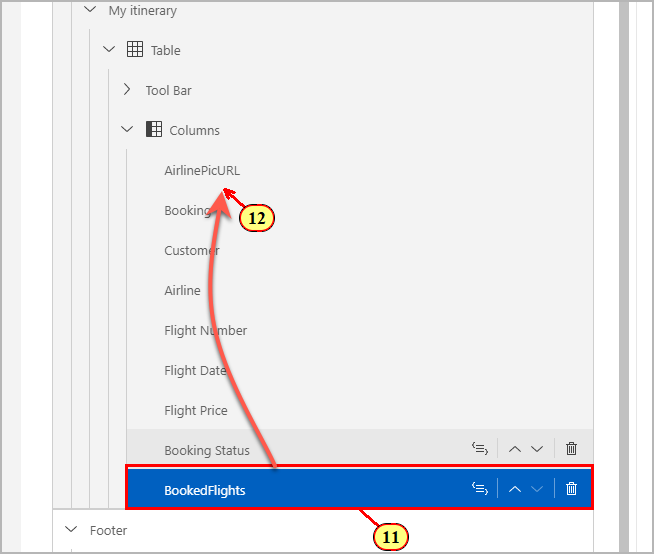 My itinerary
Table
Tool Bar
Columns
AirlinePicURL
Booking
12
Customer
Airline
Flight Number
Flight Date
Flight Price
Booking Status
BookedFlights
Footer
11